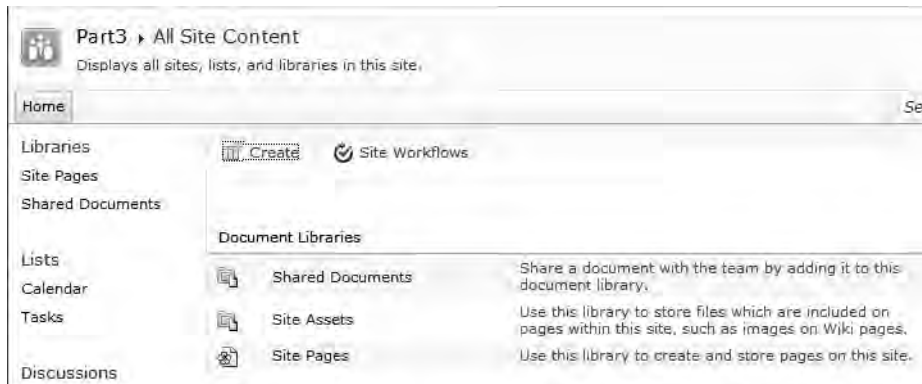 Part3 ▸ All Site Content
Displays all sites, lists, and libraries in this site.
Home
Se
Libraries
Site Pages
Shared Documents
Lists
Calendar
Tasks
Discussions
Create
Site Workflows
Document Libraries
Shared Documents
Share a document with the team by adding it to this
document library.
Site Assets
Use this library to store files which are included on
pages within this site, such as images on Wiki pages.
Site Pages
Use this library to create and store pages on this site.